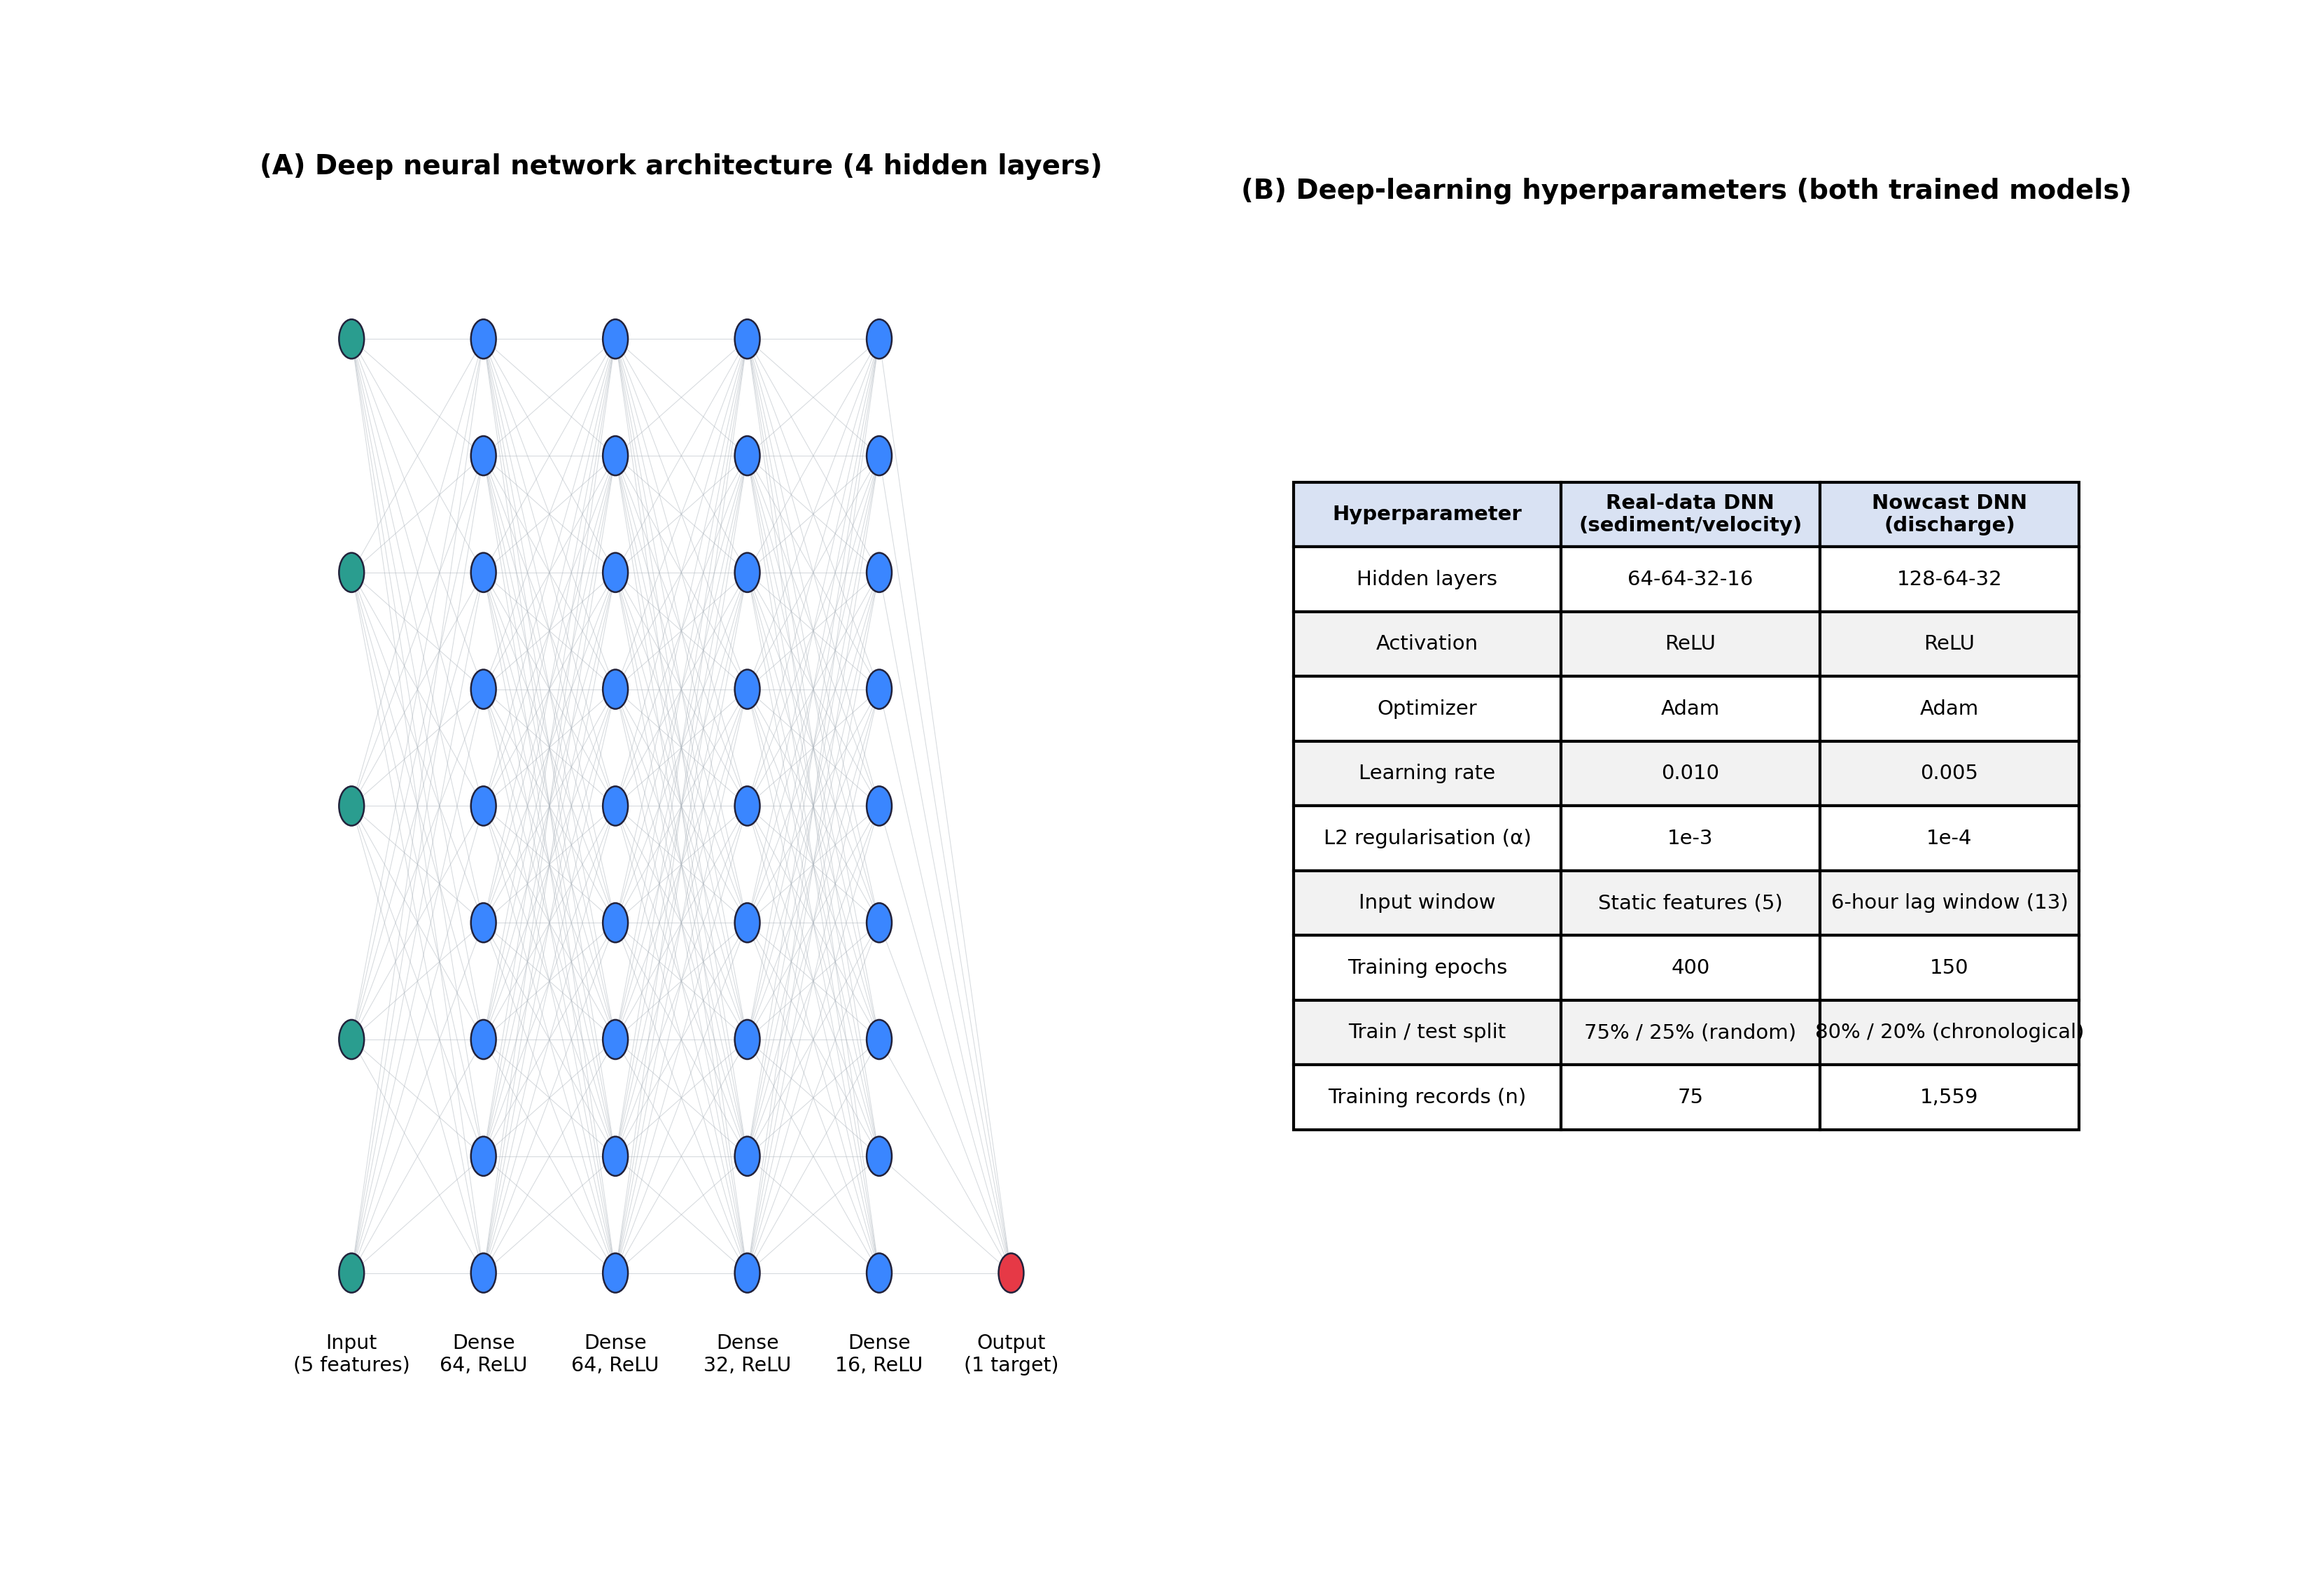 (A) Deep neural network architecture (4 hidden layers)
Input
(5 features)
Dense
64, ReLU
Dense
64, ReLU
Dense
32, ReLU
Dense
16, ReLU
Output
(1 target)
(B) Deep-learning hyperparameters (both trained models)
Hyperparameter
Real-data DNN
(sediment/velocity)
Nowcast DNN
(discharge)
Hidden layers
64-64-32-16
128-64-32
Activation
ReLU
ReLU
Optimizer
Adam
Adam
Learning rate
0.010
0.005
L2 regularisation (α)
1e-3
1e-4
Input window
Static features (5)
6-hour lag window (13)
Training epochs
400
150
Train / test split
75% / 25% (random)
80% / 20% (chronological)
Training records (n)
75
1,559